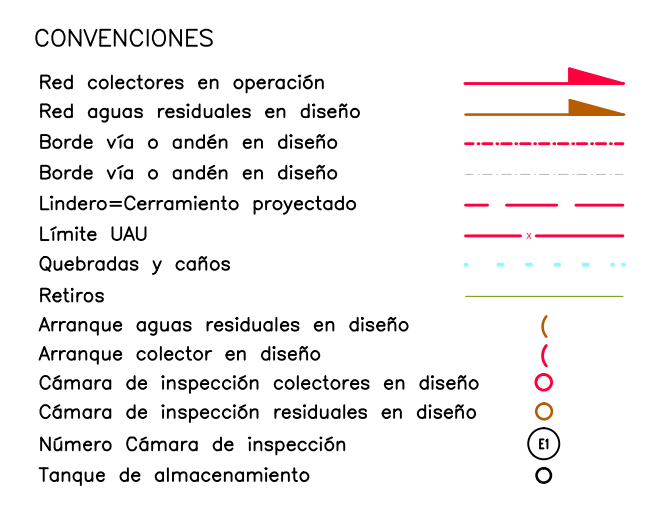 CONVENCIONES
Red colectores en operación
Red aguas residuales en diseño
Borde vía o andén en diseño
Borde vía o andén en diseño
Lindero=Cerramiento proyectado
Límite UAU
x
Quebradas y caños
Retiros
Arranque aguas residuales en diseño
Arranque colector en diseño
Cámara de inspección colectores en diseño
Cámara de inspección residuales en diseño
Número Cámara de inspección
E1
Tanque de almacenamiento